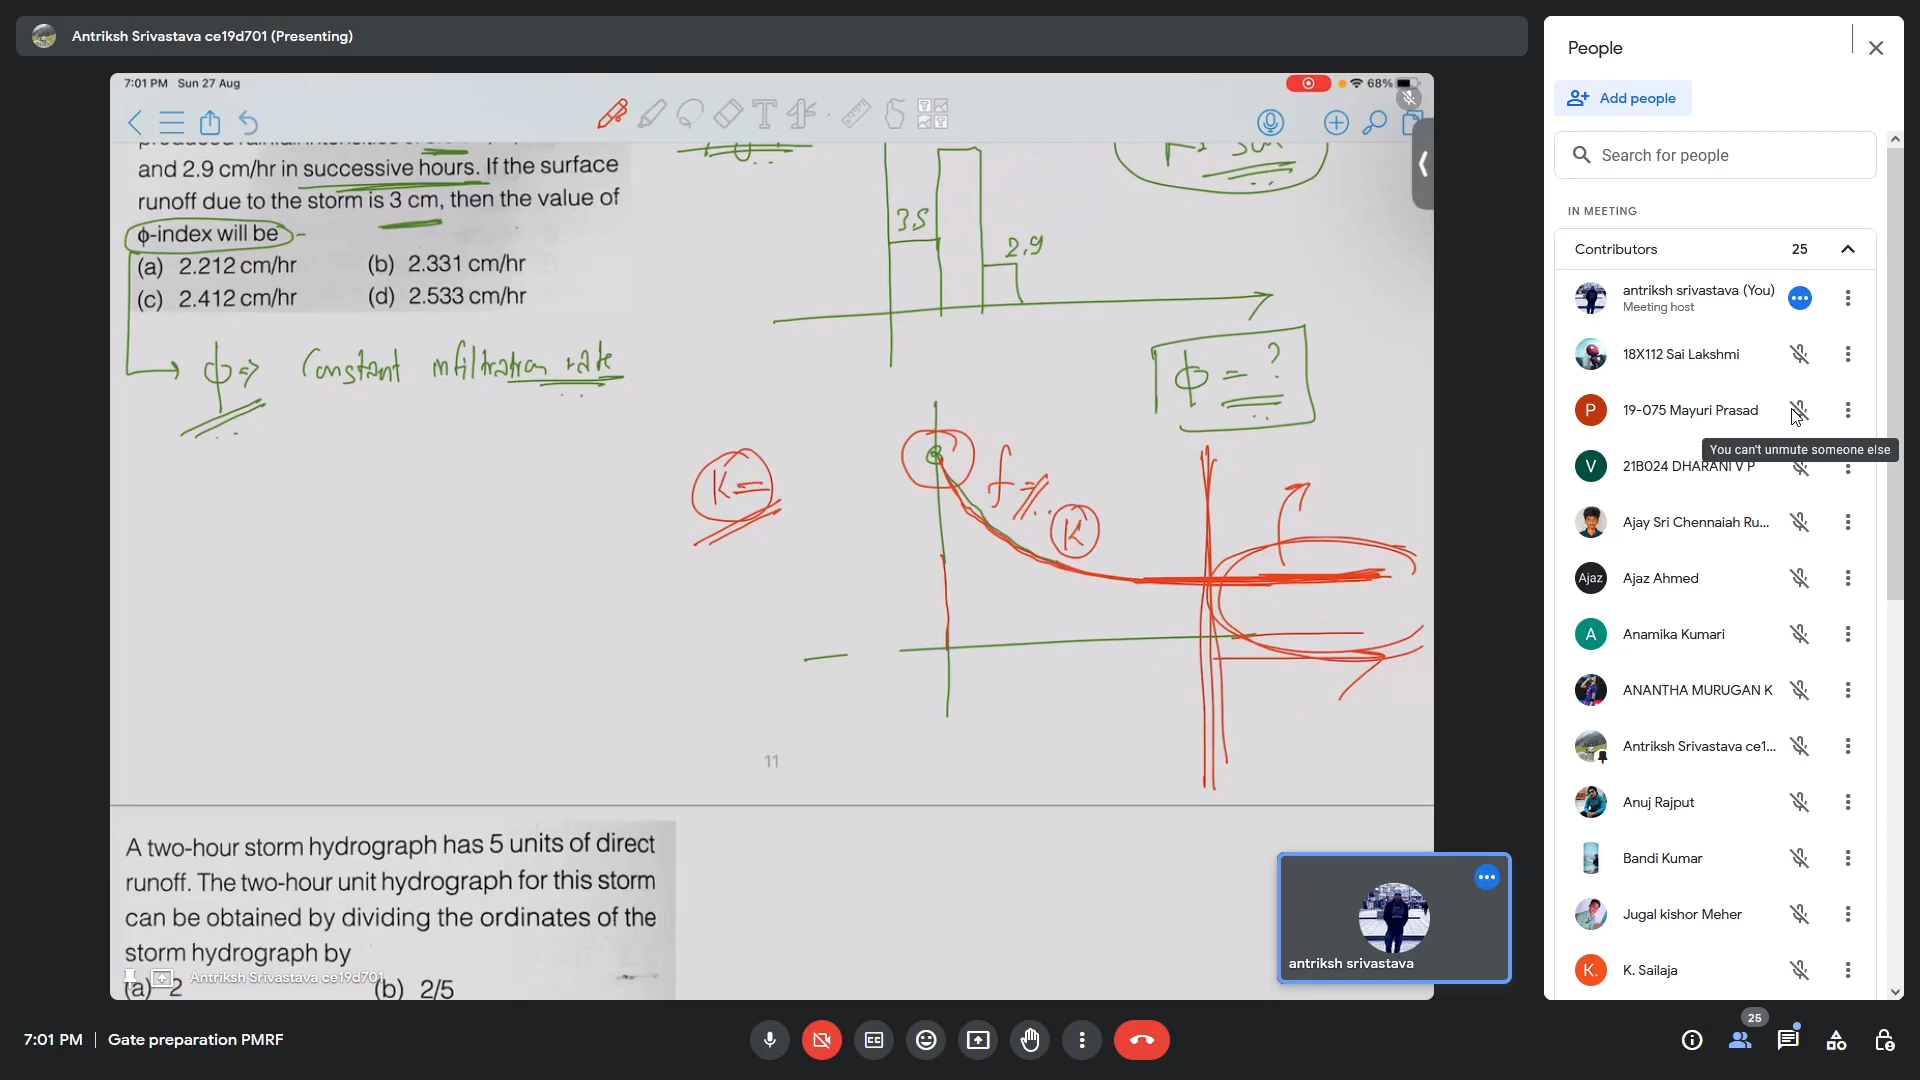 Antriksh Srivastava ce19d701 (Presenting)
7:01 PM Sun 27 Aug
68%
produced rainfall intensities of
and 2.9 cm/hr in successive hours. If the surface
runoff due to the storm is 3 cm, then the value of
ϕ-index will be
(a) 2.212 cm/hr (b) 2.331 cm/hr
(c) 2.412 cm/hr (d) 2.533 cm/hr
ϕ => Constant infiltration rate
3.5
2.9
ϕ = ?
K=
f
K
11
A two-hour storm hydrograph has 5 units of direct
runoff. The two-hour unit hydrograph for this storm
can be obtained by dividing the ordinates of the
storm hydrograph by
(a) 2 (b) 2/5
Antriksh Srivastava ce19d701
antriksh srivastava
People
Add people
Search for people
IN MEETING
Contributors 25
antriksh srivastava (You)
Meeting host
18X112 Sai Lakshmi
P 19-075 Mayuri Prasad
You can't unmute someone else
V 21B024 DHARANI V P
Ajay Sri Chennaiah Ru...
Ajaz Ajaz Ahmed
A Anamika Kumari
ANANTHA MURUGAN K
Antriksh Srivastava ce1...
Anuj Rajput
Bandi Kumar
Jugal kishor Meher
K. K. Sailaja
7:01 PM | Gate preparation PMRF
25